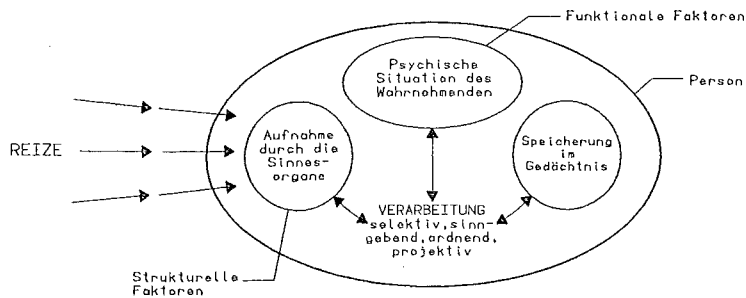 Funktionale Faktoren
Psychische
Situation des
Wahrnehmenden
Person
REIZE
Aufnahme
durch die
Sinnes-
organe
Speicherung
im
Gedächtnis
VERARBEITUNG
selektiv,sinn-
gebend,ordnend,
projektiv
Strukturelle
Faktoren